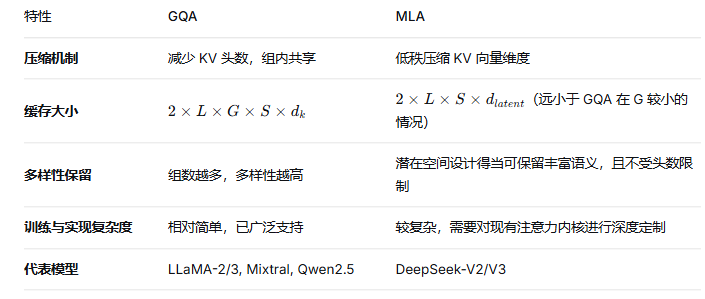 特性 GQA MLA
压缩机制 减少 KV 头数，组内共享 低秩压缩 KV 向量维度
缓存大小 2 × L × G × S × d_k 2 × L × S × d_{latent}（远小于 GQA 在 G 较小的
情况）
多样性保留 组数越多，多样性越高 潜在空间设计得当可保留丰富语义，且不受头数限
制
训练与实现复杂度 相对简单，已广泛支持 较复杂，需要对现有注意力内核进行深度定制
代表模型 LLaMA-2/3, Mixtral, Qwen2.5 DeepSeek-V2/V3